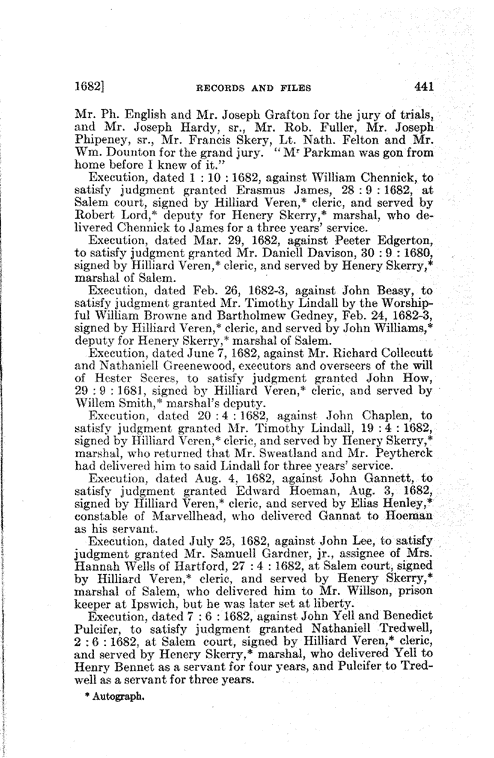 1682] RECORDS AND FILES 441
Mr. Ph. English and Mr. Joseph Grafton for the jury of trials,
and Mr. Joseph Hardy, sr., Mr. Rob. Fuller, Mr. Joseph
Phipeney, sr., Mr. Francis Skery, Lt. Nath. Felton and Mr.
Wm. Dounton for the grand jury. "Mʳ Parkman was gon from
home before I knew of it."
Execution, dated 1 : 10 : 1682, against William Chennick, to
satisfy judgment granted Erasmus James, 28 : 9 : 1682, at
Salem court, signed by Hilliard Veren,* cleric, and served by
Robert Lord,* deputy for Henery Skerry,* marshal, who de-
livered Chennick to James for a three years' service.
Execution, dated Mar. 29, 1682, against Peeter Edgerton,
to satisfy judgment granted Mr. Daniell Davison, 30 : 9 : 1680,
signed by Hilliard Veren,* cleric, and served by Henery Skerry,*
marshal of Salem.
Execution, dated Feb. 26, 1682-3, against John Beasy, to
satisfy judgment granted Mr. Timothy Lindall by the Worship-
ful William Browne and Bartholmew Gedney, Feb. 24, 1682-3,
signed by Hilliard Veren,* cleric, and served by John Williams,*
deputy for Henery Skerry,* marshal of Salem.
Execution, dated June 7, 1682, against Mr. Richard Collecutt
and Nathaniell Greenewood, executors and overseers of the will
of Hester Sceres, to satisfy judgment granted John How,
29 : 9 : 1681, signed by Hilliard Veren,* cleric, and served by
Willem Smith,* marshal's deputy.
Execution, dated 20 : 4 : 1682, against John Chaplen, to
satisfy judgment granted Mr. Timothy Lindall, 19 : 4 : 1682,
signed by Hilliard Veren,* cleric, and served by Henery Skerry,*
marshal, who returned that Mr. Sweatland and Mr. Peytherck
had delivered him to said Lindall for three years' service.
Execution, dated Aug. 4, 1682, against John Gannett, to
satisfy judgment granted Edward Hoeman, Aug. 3, 1682,
signed by Hilliard Veren,* cleric, and served by Elias Henley,*
constable of Marvellhead, who delivered Gannat to Hoeman
as his servant.
Execution, dated July 25, 1682, against John Lee, to satisfy
judgment granted Mr. Samuell Gardner, jr., assignee of Mrs.
Hannah Wells of Hartford, 27 : 4 : 1682, at Salem court, signed
by Hilliard Veren,* cleric, and served by Henery Skerry,*
marshal of Salem, who delivered him to Mr. Willson, prison
keeper at Ipswich, but he was later set at liberty.
Execution, dated 7 : 6 : 1682, against John Yell and Benedict
Pulcifer, to satisfy judgment granted Nathaniell Tredwell,
2 : 6 : 1682, at Salem court, signed by Hilliard Veren,* cleric,
and served by Henery Skerry,* marshal, who delivered Yell to
Henry Bennet as a servant for four years, and Pulcifer to Tred-
well as a servant for three years.
* Autograph.